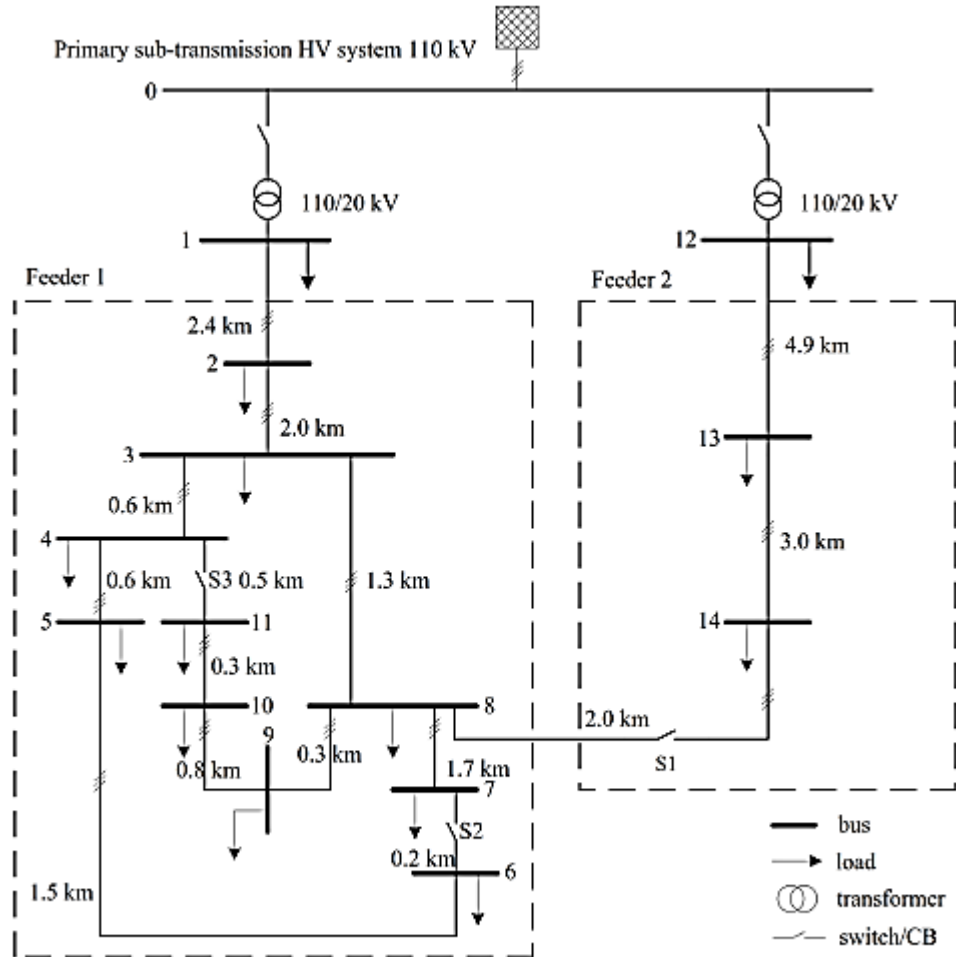 Primary sub-transmission HV system 110 kV
0
110/20 kV
110/20 kV
1
12
Feeder 1
Feeder 2
2.4 km
4.9 km
2
2.0 km
13
3
0.6 km
3.0 km
4
0.6 km
S3 0.5 km
1.3 km
5
11
14
0.3 km
10
8
9
0.3 km
2.0 km
0.8 km
1.7 km
S1
7
S2
bus
0.2 km
6
load
1.5 km
transformer
switch/CB